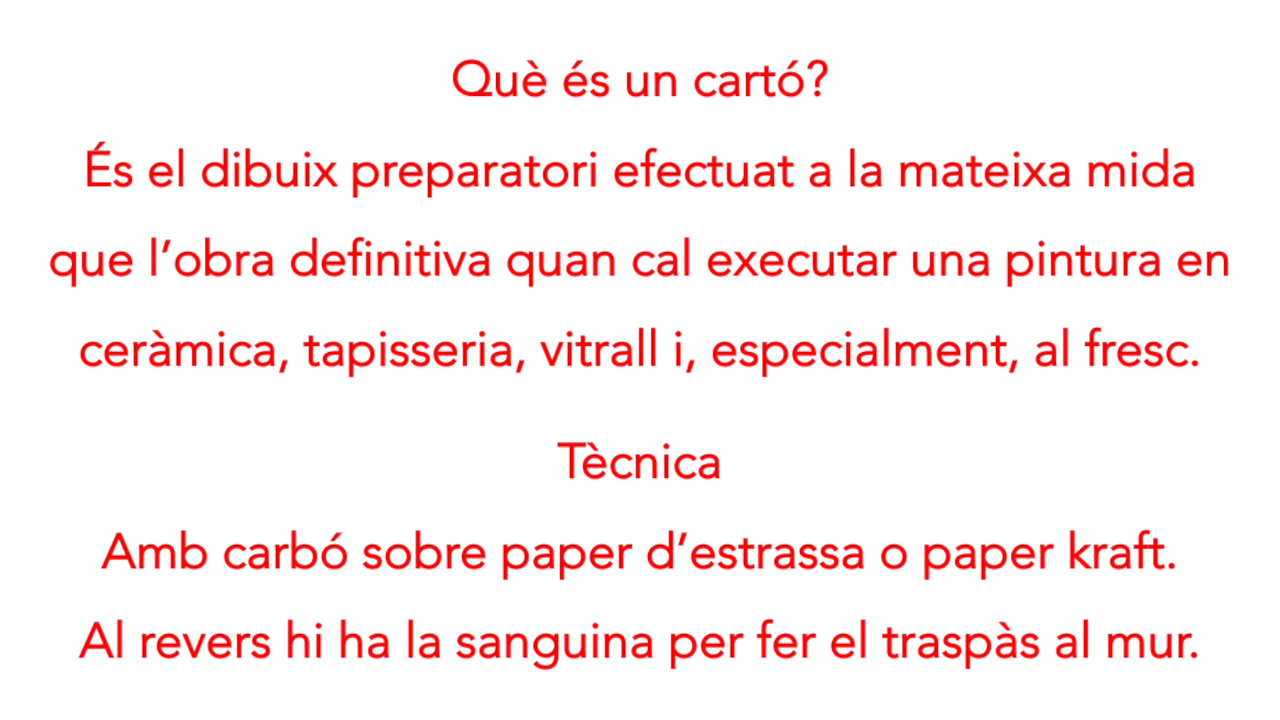 Què és un cartó?
És el dibuix preparatori efectuat a la mateixa mida
que l’obra definitiva quan cal executar una pintura en
ceràmica, tapisseria, vitrall i, especialment, al fresc.
Tècnica
Amb carbó sobre paper d’estrassa o paper kraft.
Al revers hi ha la sanguina per fer el traspàs al mur.